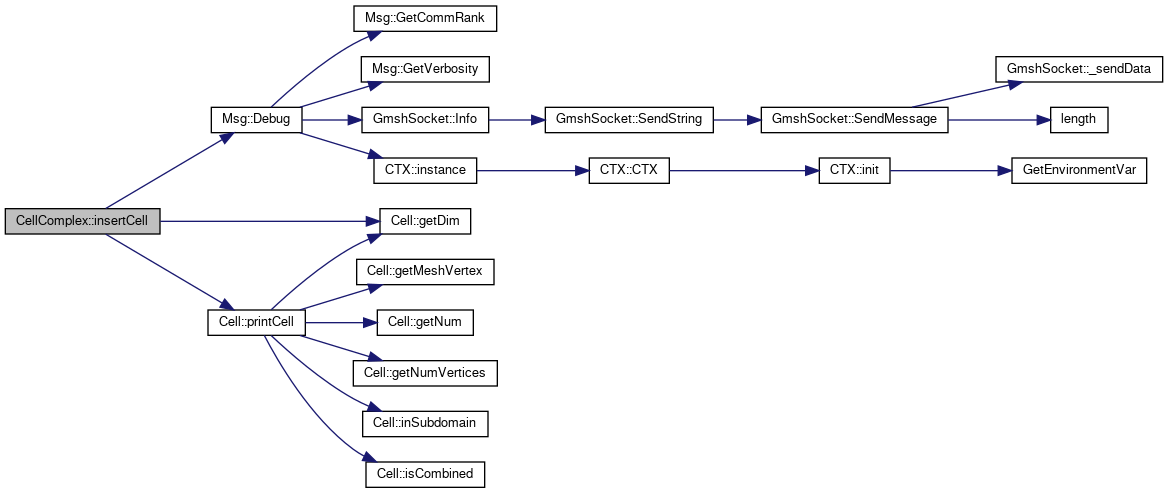 Msg::GetCommRank
Msg::GetVerbosity
GmshSocket::_sendData
Msg::Debug
GmshSocket::Info
GmshSocket::SendString
GmshSocket::SendMessage
length
CTX::instance
CTX::CTX
CTX::init
GetEnvironmentVar
CellComplex::insertCell
Cell::getDim
Cell::getMeshVertex
Cell::printCell
Cell::getNum
Cell::getNumVertices
Cell::inSubdomain
Cell::isCombined